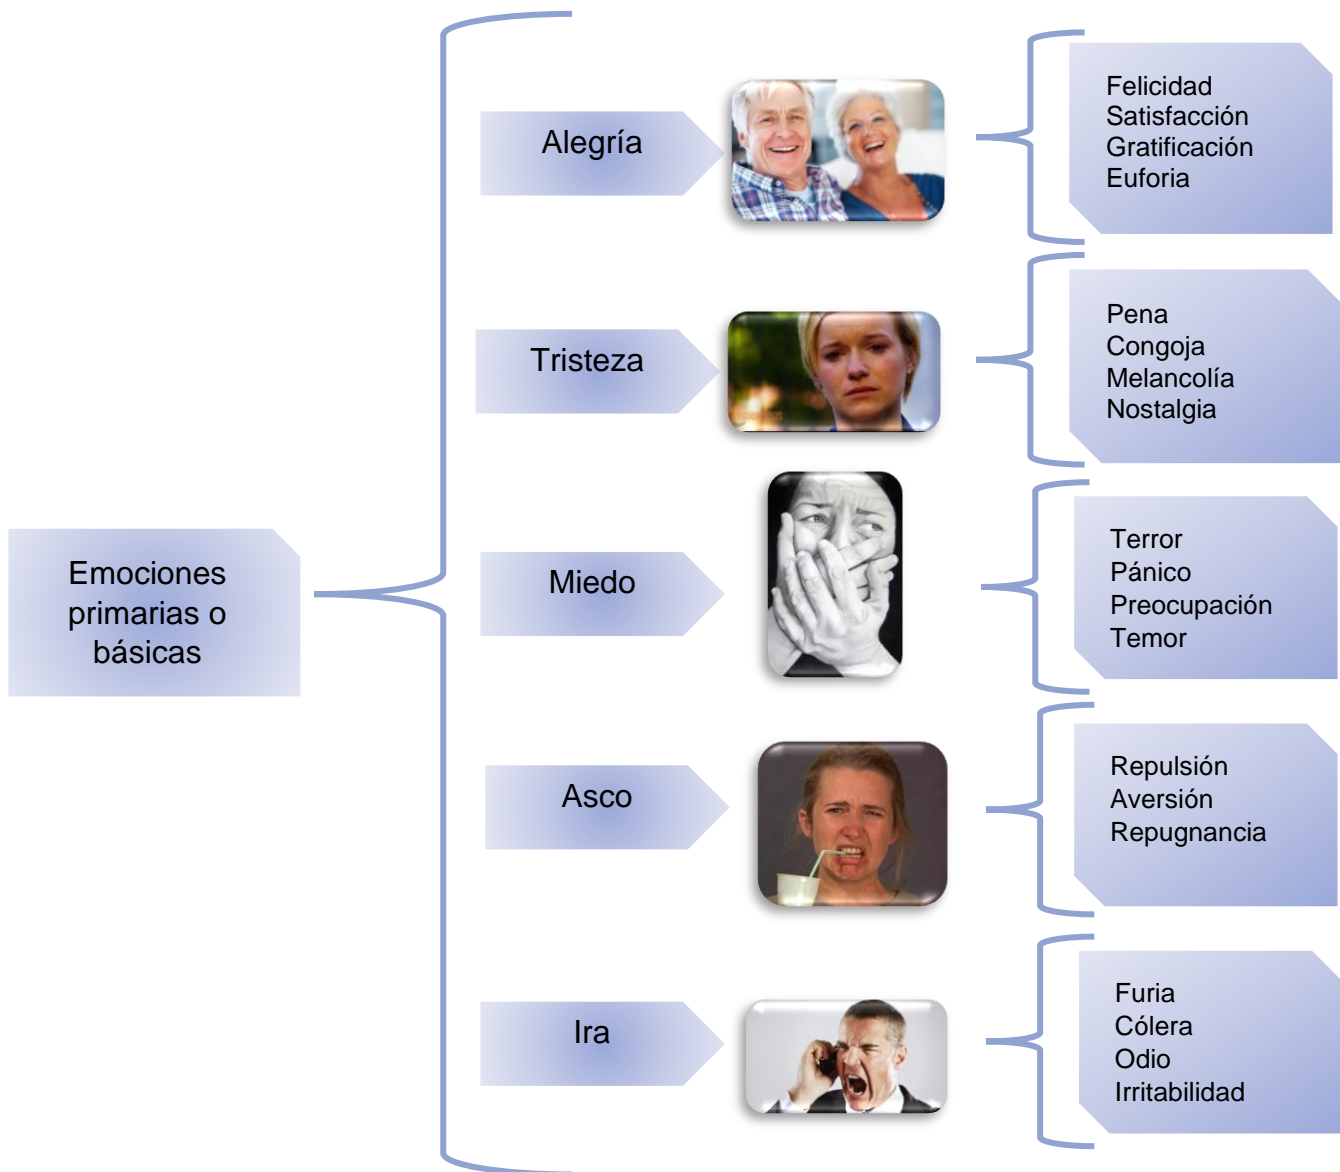 Emociones
primarias o
básicas
Alegría
Felicidad
Satisfacción
Gratificación
Euforia
Tristeza
Pena
Congoja
Melancolía
Nostalgia
Miedo
Terror
Pánico
Preocupación
Temor
Asco
Repulsión
Aversión
Repugnancia
Ira
Furia
Cólera
Odio
Irritabilidad